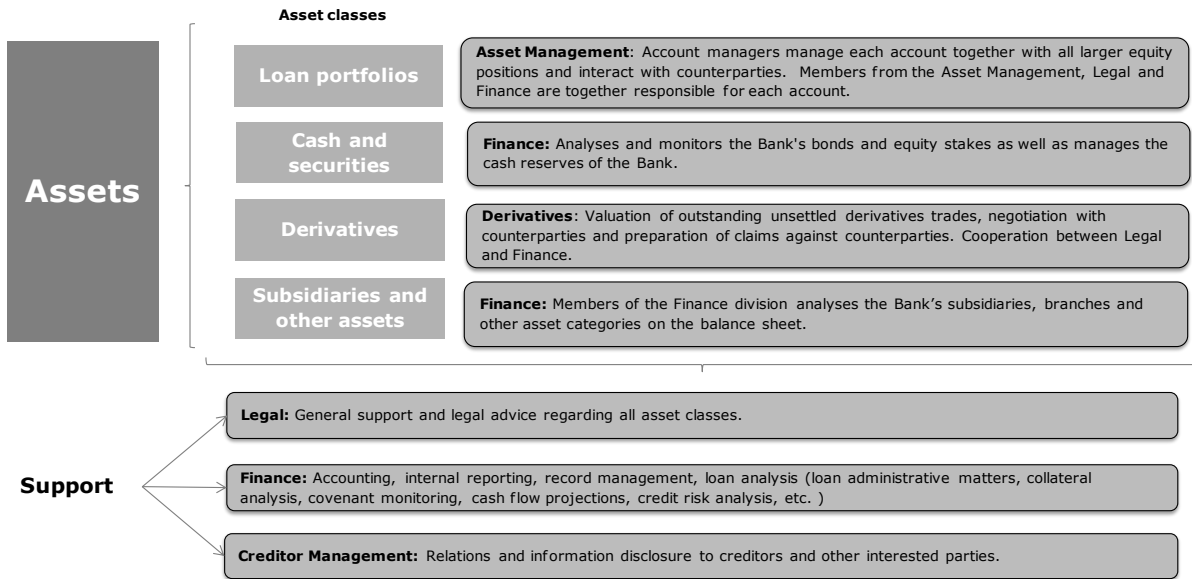 Asset classes
Assets
Loan portfolios
Asset Management: Account managers manage each account together with all larger equity
positions and interact with counterparties. Members from the Asset Management, Legal and
Finance are together responsible for each account.
Cash and
securities
Finance: Analyses and monitors the Bank's bonds and equity stakes as well as manages the
cash reserves of the Bank.
Derivatives
Derivatives: Valuation of outstanding unsettled derivatives trades, negotiation with
counterparties and preparation of claims against counterparties. Cooperation between Legal
and Finance.
Subsidiaries and
other assets
Finance: Members of the Finance division analyses the Bank’s subsidiaries, branches and
other asset categories on the balance sheet.
Support
Legal: General support and legal advice regarding all asset classes.
Finance: Accounting, internal reporting, record management, loan analysis (loan administrative matters, collateral
analysis, covenant monitoring, cash flow projections, credit risk analysis, etc. )
Creditor Management: Relations and information disclosure to creditors and other interested parties.